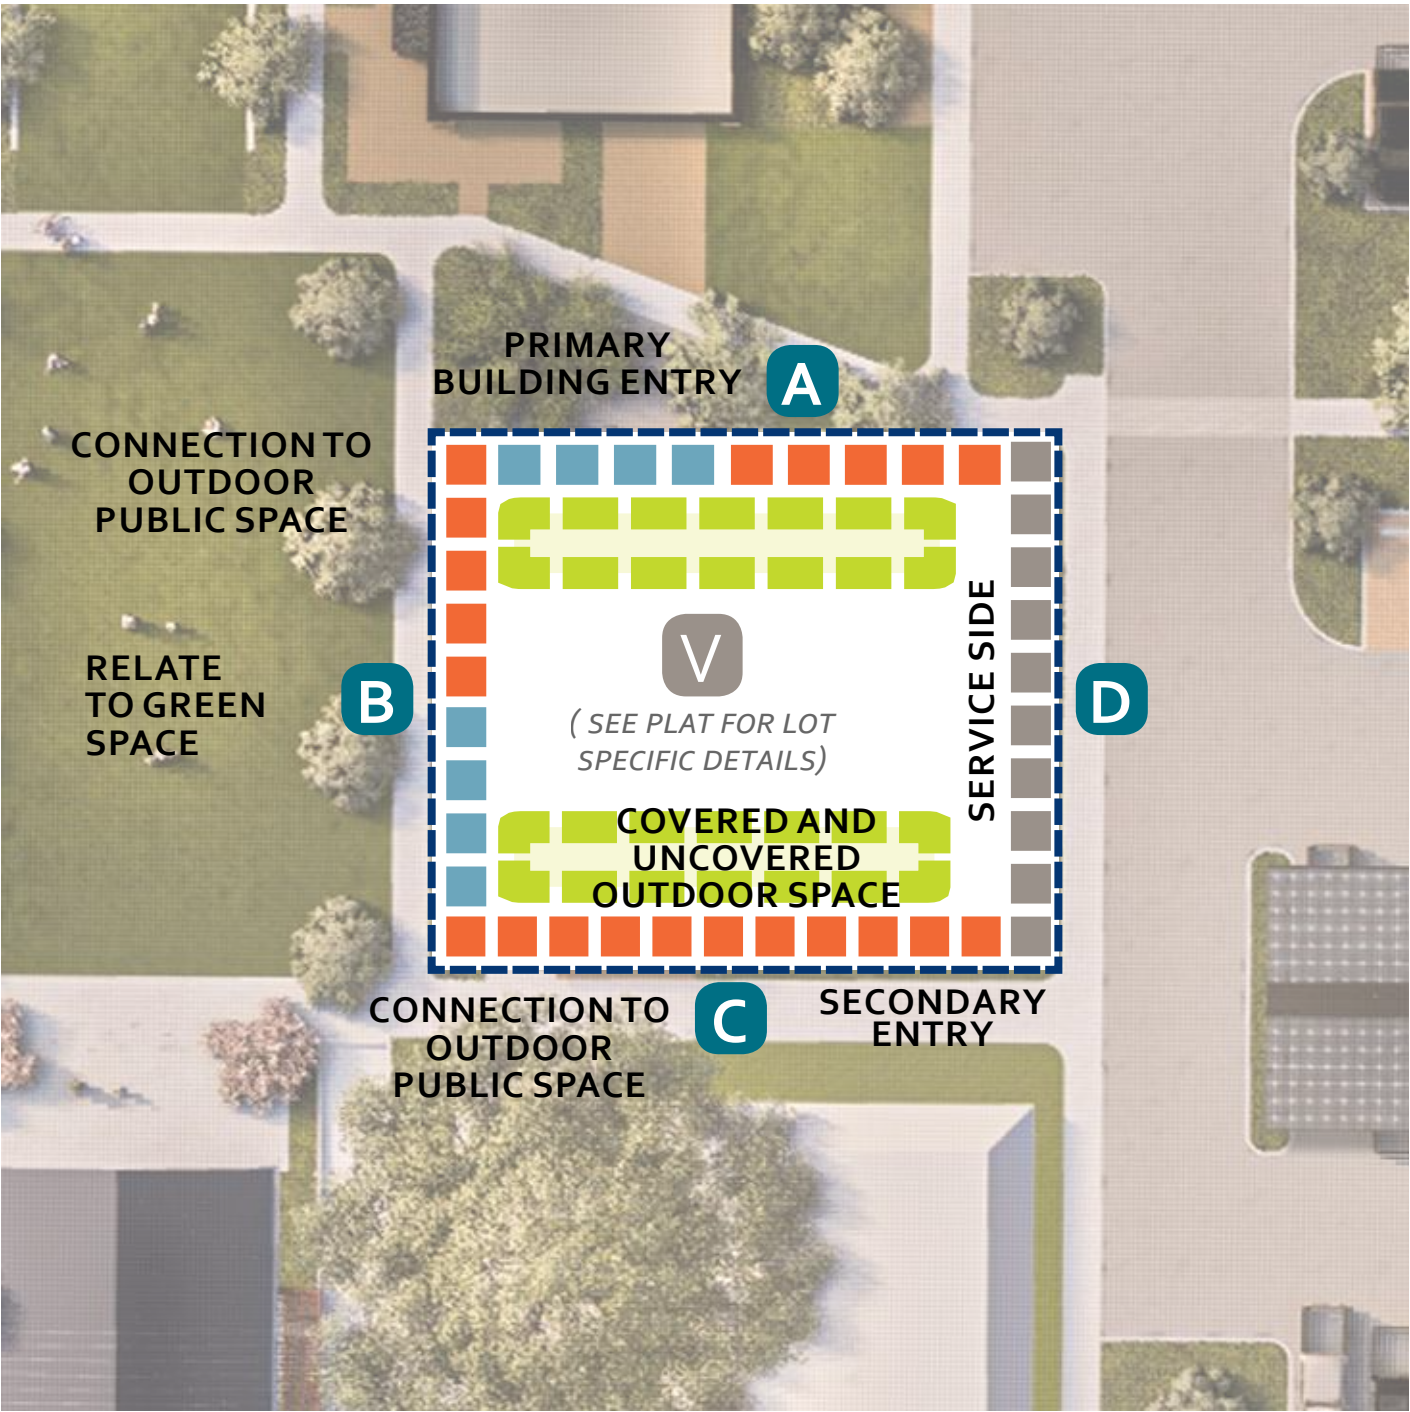 PRIMARY
BUILDING ENTRY
A
CONNECTION TO
OUTDOOR
PUBLIC SPACE
RELATE
TO GREEN
SPACE
B
V
( SEE PLAT FOR LOT
SPECIFIC DETAILS)
SERVICE SIDE
D
COVERED AND
UNCOVERED
OUTDOOR SPACE
CONNECTION TO
OUTDOOR
PUBLIC SPACE
C
SECONDARY
ENTRY